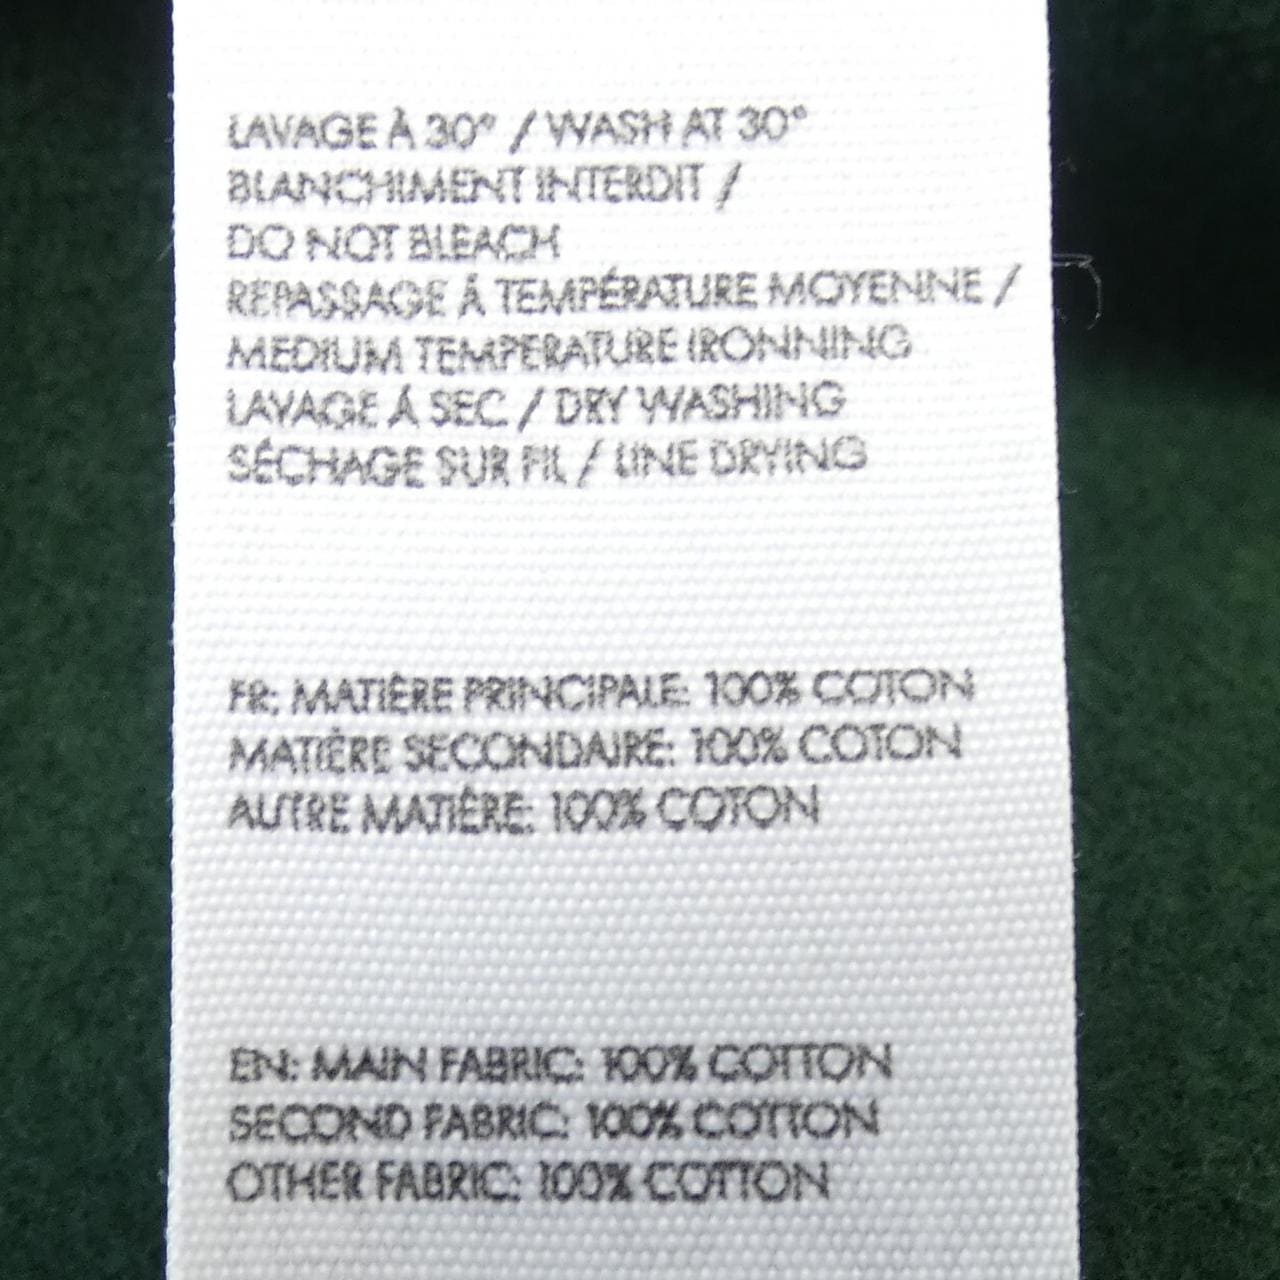 LAVAGE À 30° / WASH AT 30°
BLANCHIMENT INTERDIT /
DO NOT BLEACH
REPASSAGE À TEMPÉRATURE MOYENNE /
MEDIUM TEMPERATURE IRONNING
LAVAGE À SEC / DRY WASHING
SÉCHAGE SUR FIL / LINE DRYING
FR: MATIÈRE PRINCIPALE: 100% COTON
MATIÈRE SECONDAIRE: 100% COTON
AUTRE MATIÈRE: 100% COTON
EN: MAIN FABRIC: 100% COTTON
SECOND FABRIC: 100% COTTON
OTHER FABRIC: 100% COTTON